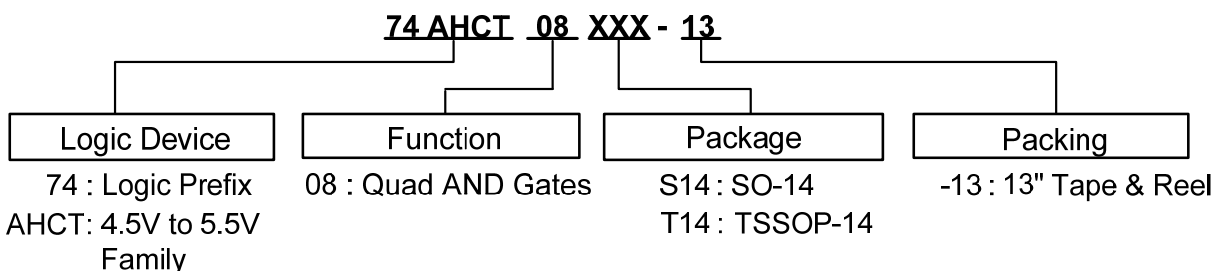 74 AHCT 08 XXX - 13
Logic Device
74 : Logic Prefix
AHCT: 4.5V to 5.5V
Family
Function
08 : Quad AND Gates
Package
S14 : SO-14
T14 : TSSOP-14
Packing
-13 : 13" Tape & Reel